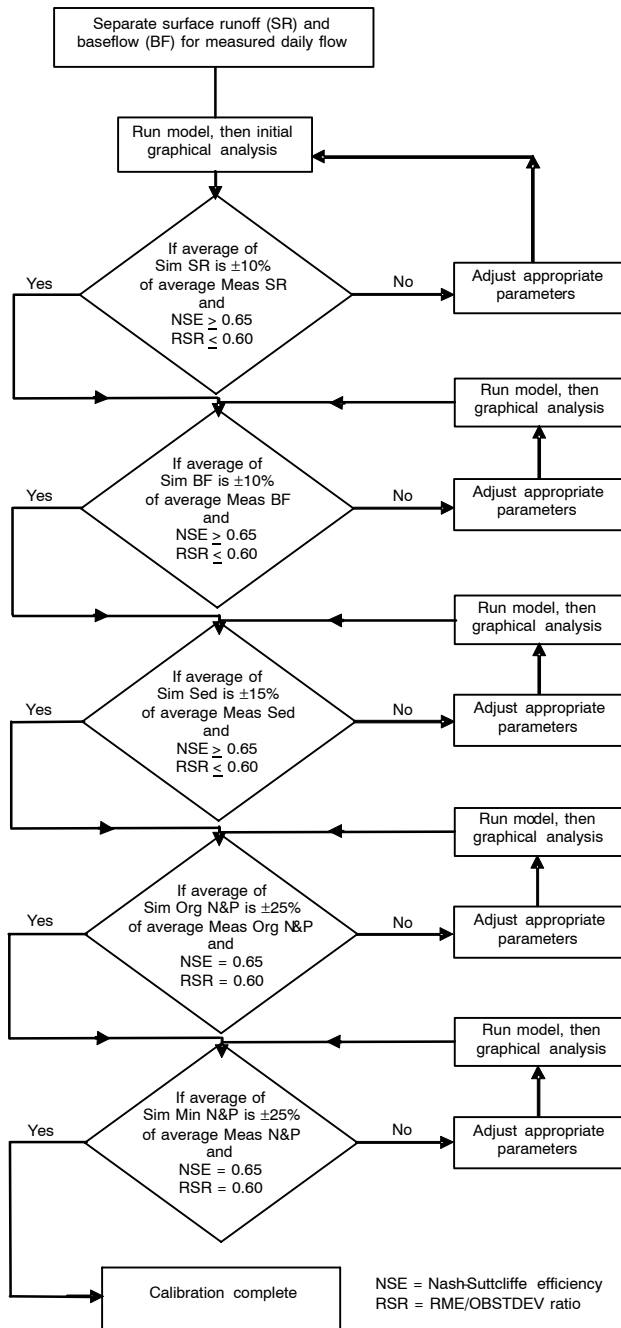 Separate surface runoff (SR) and
baseflow (BF) for measured daily flow
Run model, then initial
graphical analysis
If average of
Sim SR is ±10%
of average Meas SR
and
NSE ≥ 0.65
RSR ≤ 0.60
Yes
No
Adjust appropriate
parameters
Run model, then
graphical analysis
If average of
Sim BF is ±10%
of average Meas BF
and
NSE ≥ 0.65
RSR ≤ 0.60
Yes
No
Adjust appropriate
parameters
Run model, then
graphical analysis
If average of
Sim Sed is ±15%
of average Meas Sed
and
NSE ≥ 0.65
RSR ≤ 0.60
Yes
No
Adjust appropriate
parameters
Run model, then
graphical analysis
If average of
Sim Org N&P is ±25%
of average Meas Org N&P
and
NSE = 0.65
RSR = 0.60
Yes
No
Adjust appropriate
parameters
Run model, then
graphical analysis
If average of
Sim Min N&P is ±25%
of average Meas N&P
and
NSE = 0.65
RSR = 0.60
Yes
No
Adjust appropriate
parameters
Calibration complete
NSE = Nash-Suttcliffe efficiency
RSR = RME/OBSTDEV ratio